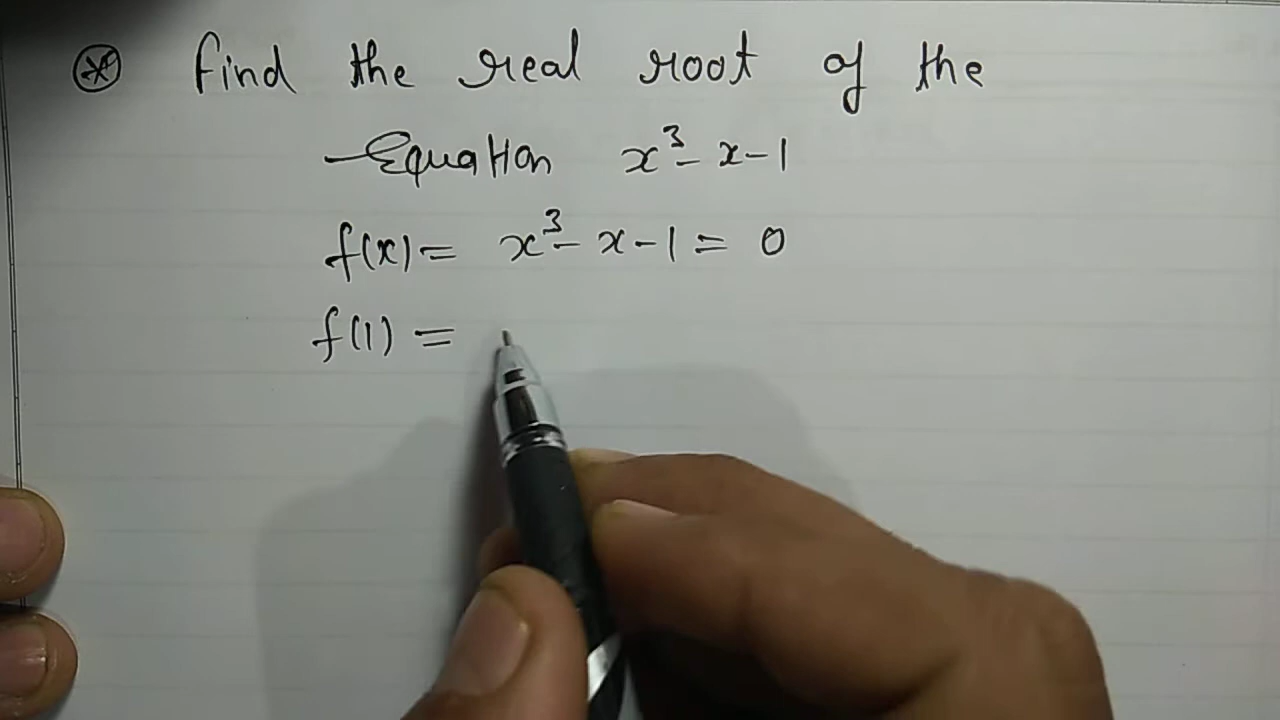 ⊛ find the real root of the
Equation x³- x-1
f(x)= x³- x-1= 0
f(1) =